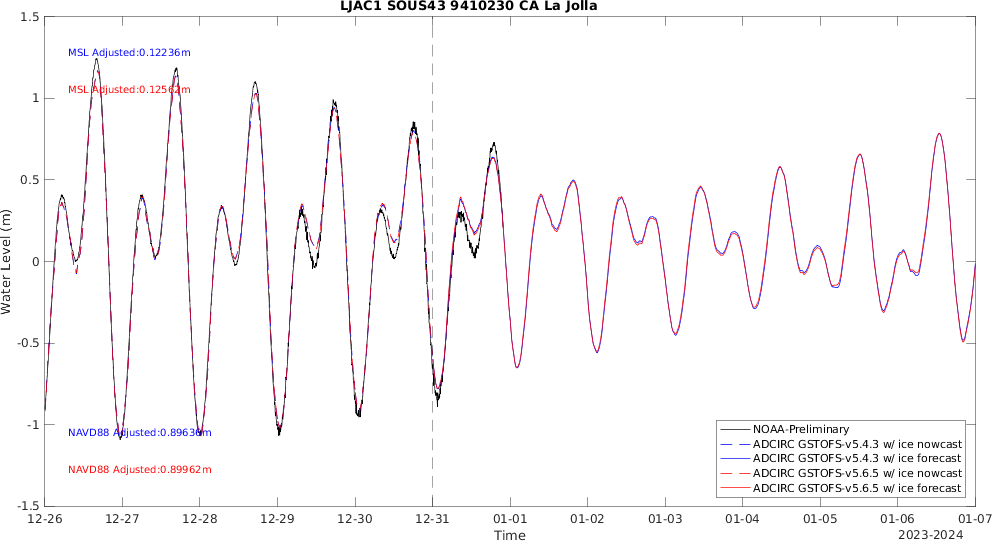 LJAC1 SOUS43 9410230 CA La Jolla
1.5
1
0.5
0
-0.5
-1
-1.5
Water Level (m)
MSL Adjusted:0.12236m
MSL Adjusted:0.12562m
NAVD88 Adjusted:0.89636m
NAVD88 Adjusted:0.89962m
NOAA-Preliminary
ADCIRC GSTOFS-v5.4.3 w/ ice nowcast
ADCIRC GSTOFS-v5.4.3 w/ ice forecast
ADCIRC GSTOFS-v5.6.5 w/ ice nowcast
ADCIRC GSTOFS-v5.6.5 w/ ice forecast
12-26 12-27 12-28 12-29 12-30 12-31 01-01 01-02 01-03 01-04 01-05 01-06 01-07
Time
2023-2024